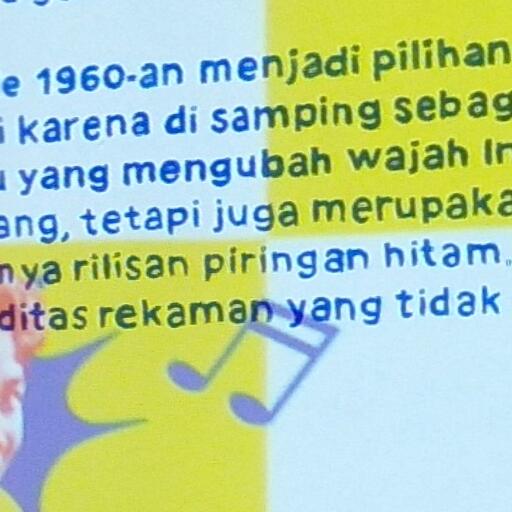 e 1960-an menjadi pilihan
i karena di samping sebag
u yang mengubah wajah In
ang, tetapi juga merupaka
nya rilisan piringan hitam.
ditas rekaman yang tidak